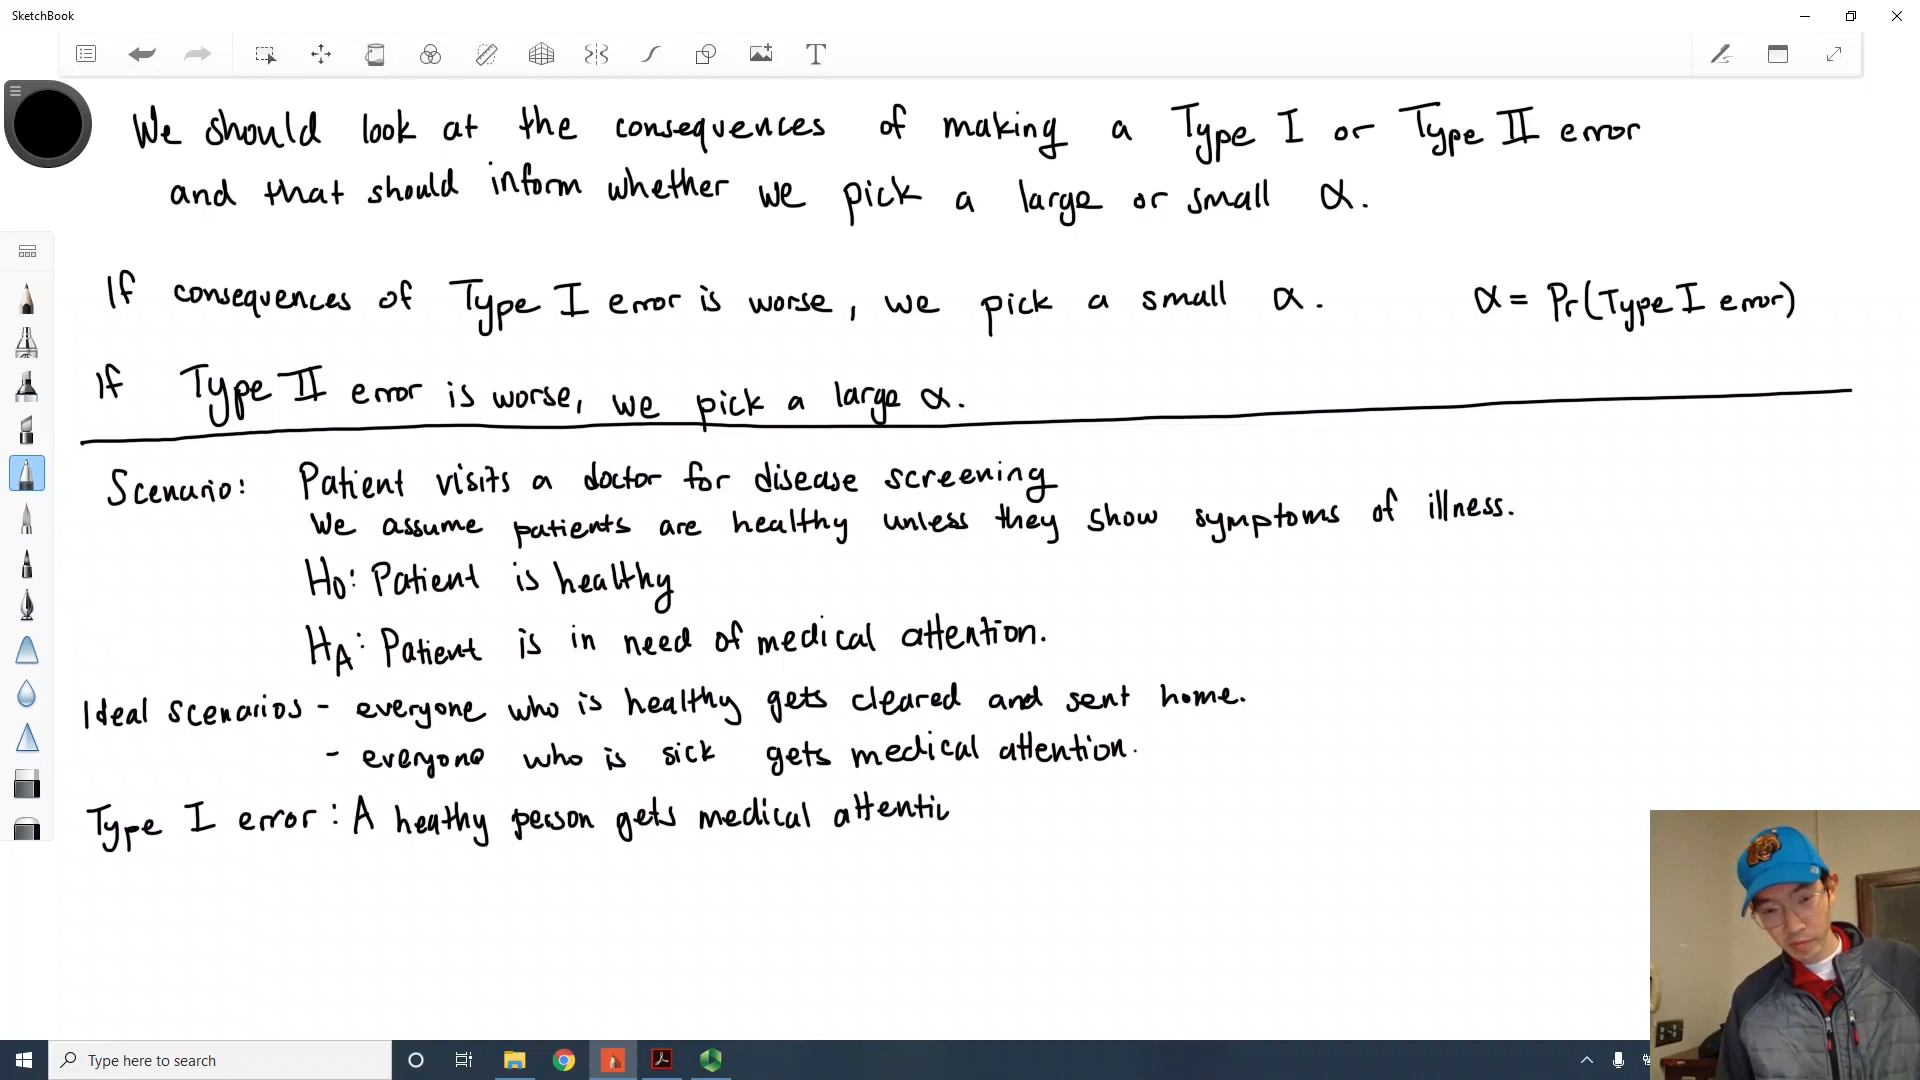 SketchBook
We should look at the consequences of making a Type I or Type II error
and that should inform whether we pick a large or small α.
If consequences of Type I error is worse, we pick a small α. α = Pr(Type I error)
If Type II error is worse, we pick a large α.
Scenario: Patient visits a doctor for disease screening
We assume patients are healthy unless they show symptoms of illness.
H₀: Patient is healthy
H_A: Patient is in need of medical attention.
Ideal Scenarios - everyone who is healthy gets cleared and sent home.
- everyone who is sick gets medical attention.
Type I error: A heathy person gets medical attenti
Type here to search